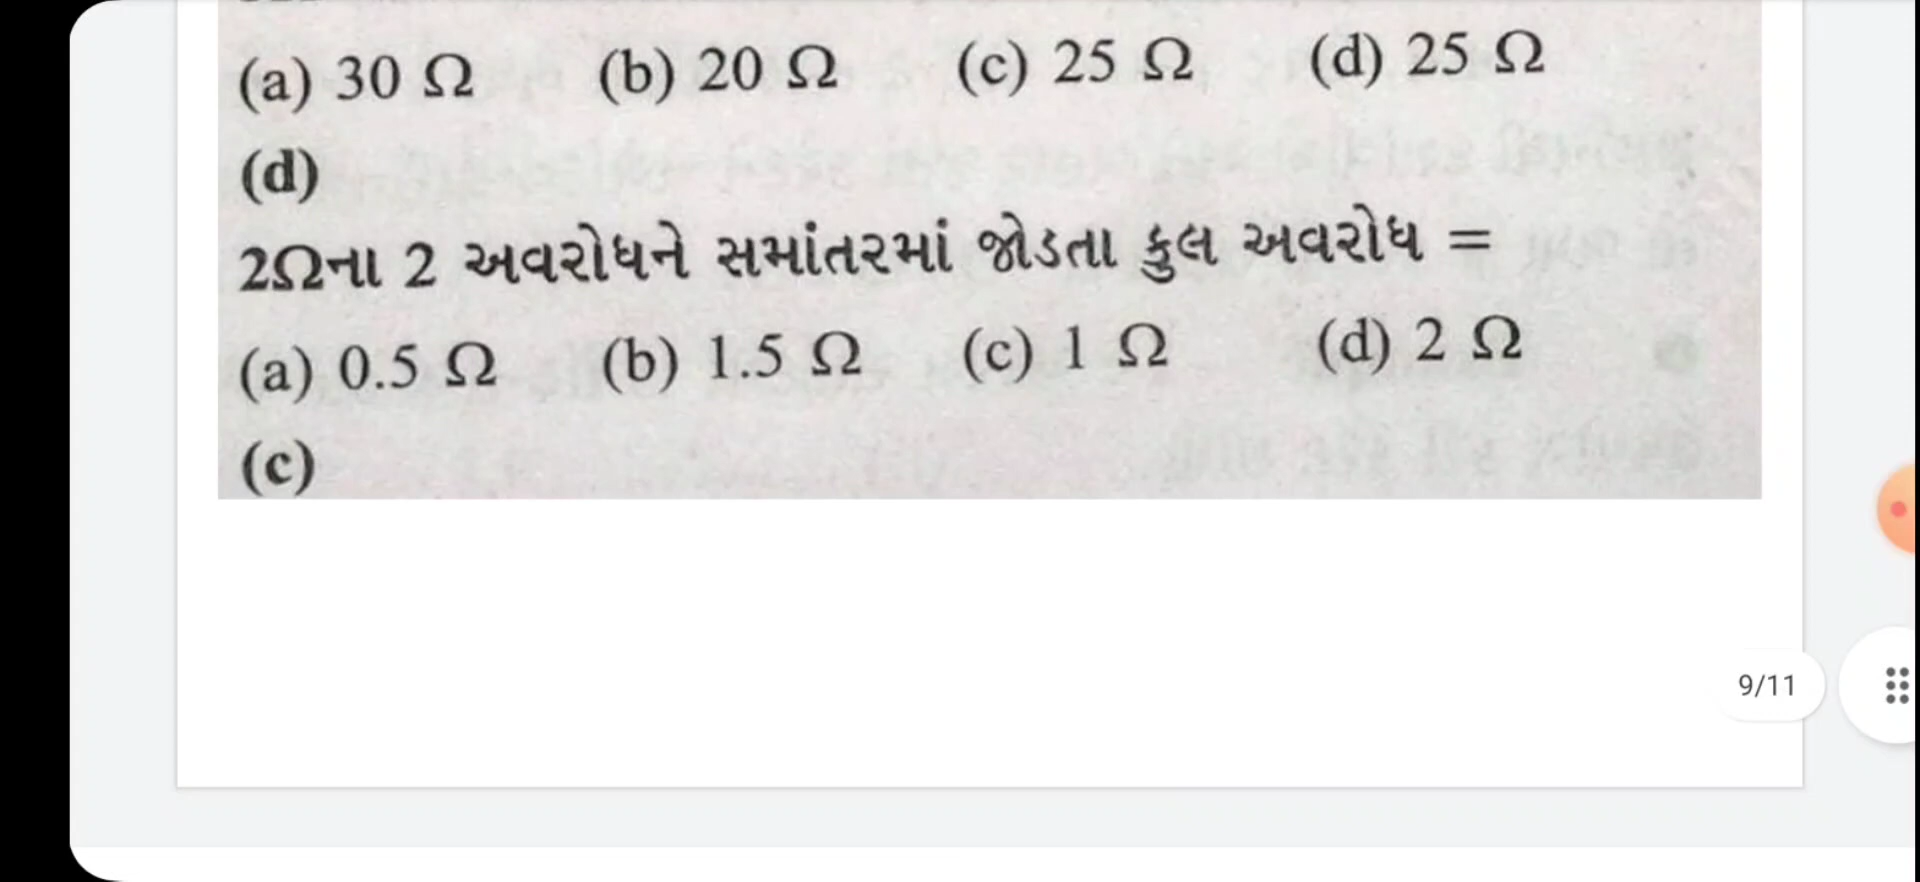 (a) 30 Ω (b) 20 Ω (c) 25 Ω (d) 25 Ω
(d)
2Ωના 2 અવરોધને સમાંતરમાં જોડતા કુલ અવરોધ =
(a) 0.5 Ω (b) 1.5 Ω (c) 1 Ω (d) 2 Ω
(c)
9/11